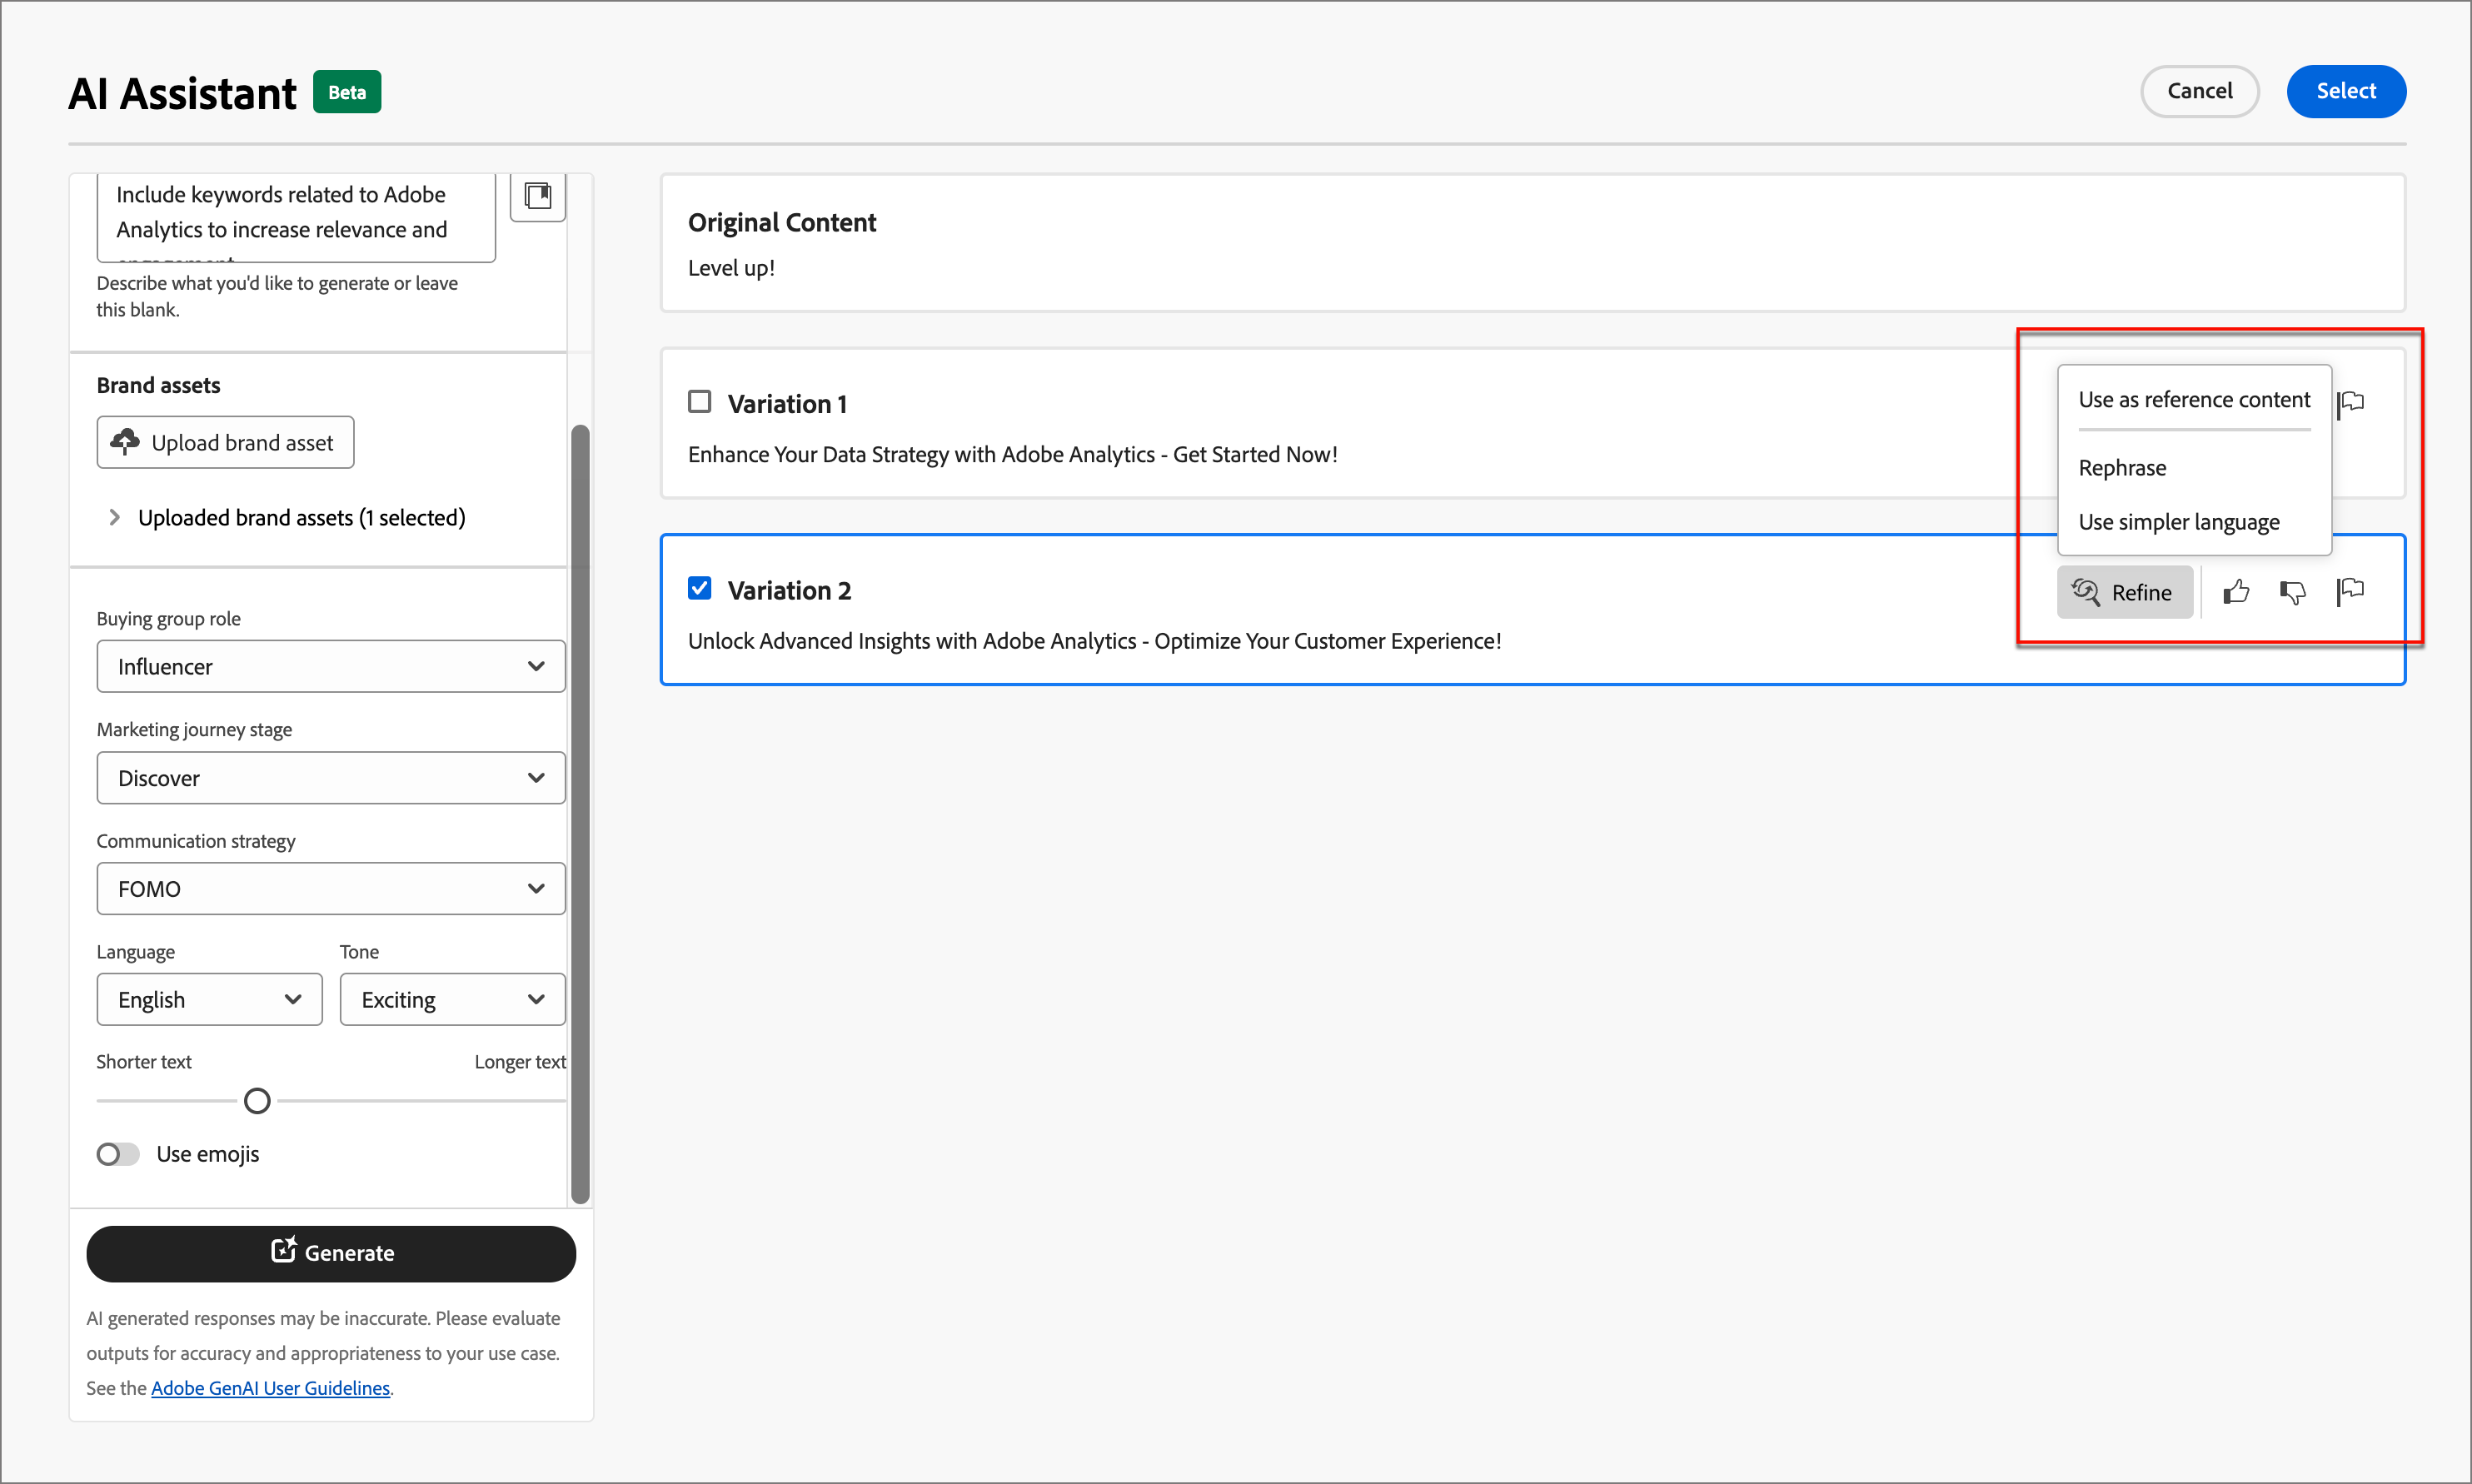 AI Assistant Beta
Cancel
Select
Include keywords related to Adobe
Analytics to increase relevance and
Describe what you'd like to generate or leave
this blank.
Brand assets
Upload brand asset
Uploaded brand assets (1 selected)
Buying group role
Influencer
Marketing journey stage
Discover
Communication strategy
FOMO
Language Tone
English Exciting
Shorter text Longer text
Use emojis
Generate
AI generated responses may be inaccurate. Please evaluate
outputs for accuracy and appropriateness to your use case.
See the Adobe GenAI User Guidelines.
Original Content
Level up!
Variation 1
Enhance Your Data Strategy with Adobe Analytics - Get Started Now!
Use as reference content
Rephrase
Use simpler language
Variation 2
Refine
Unlock Advanced Insights with Adobe Analytics - Optimize Your Customer Experience!